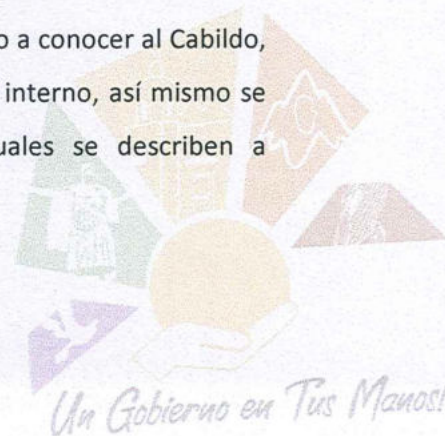 o a conocer al Cabildo,
interno, así mismo se
uales se describen a
Un Gobierno en Tus Manos!